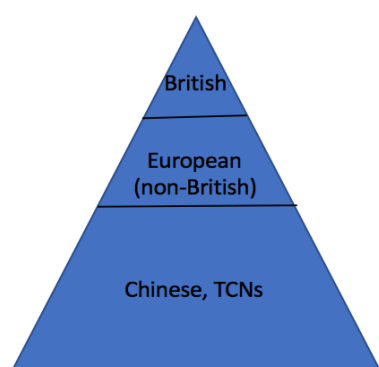 British
European
(non-British)
Chinese, TCNs